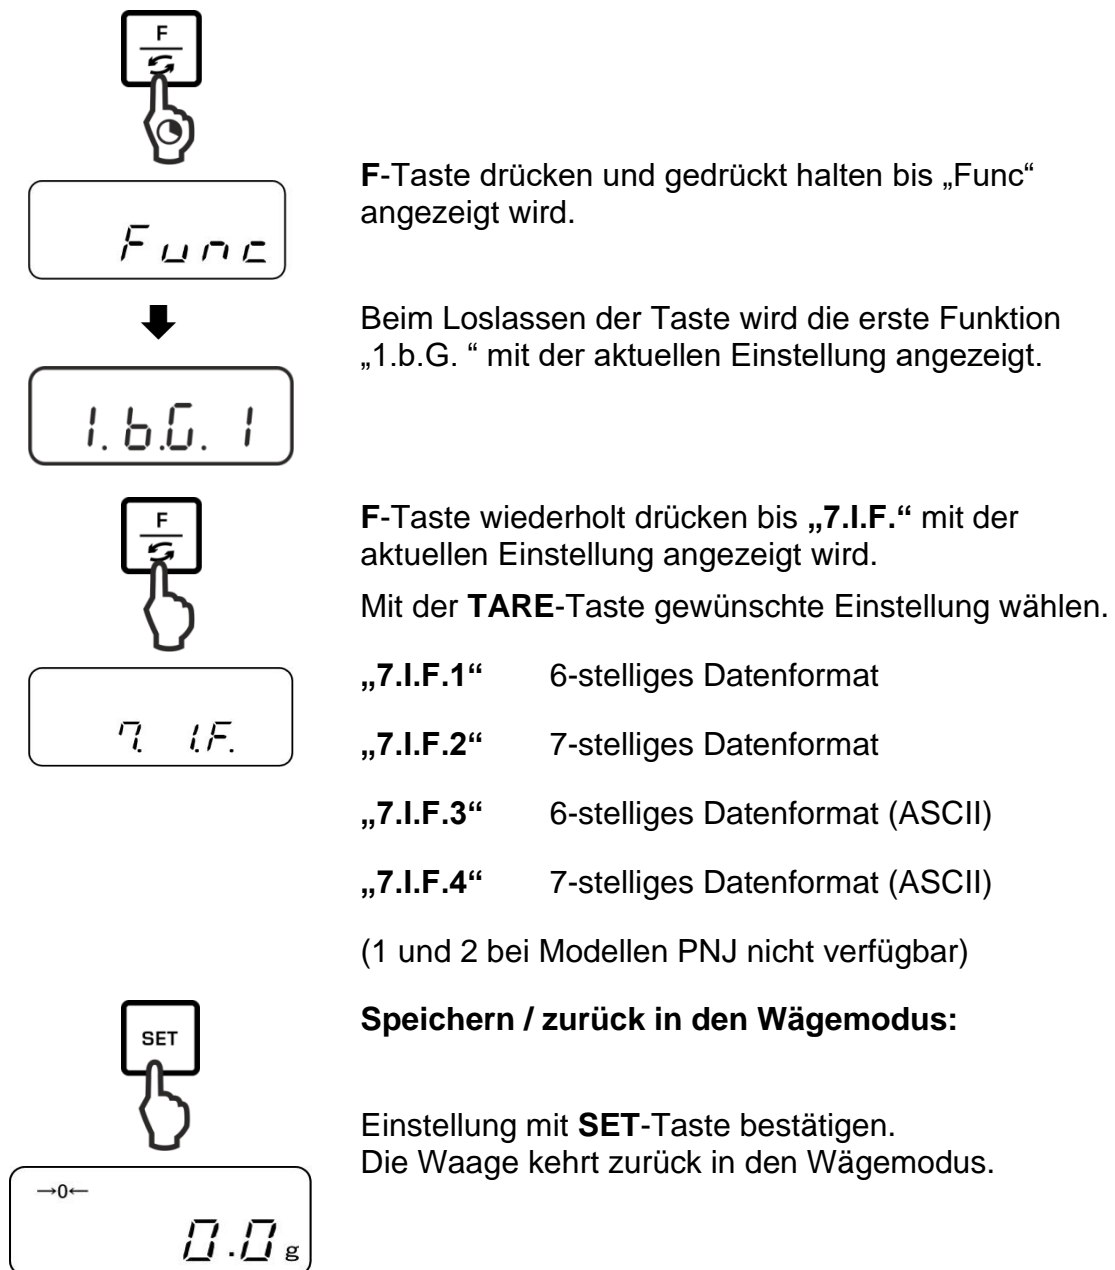 F
F-Taste drücken und gedrückt halten bis „Func“
angezeigt wird.
Func
Beim Loslassen der Taste wird die erste Funktion
„1.b.G. “ mit der aktuellen Einstellung angezeigt.
1. b.G. 1
F
F-Taste wiederholt drücken bis „7.I.F.“ mit der
aktuellen Einstellung angezeigt wird.
Mit der TARE-Taste gewünschte Einstellung wählen.
7. I.F.
„7.I.F.1“ 6-stelliges Datenformat
„7.I.F.2“ 7-stelliges Datenformat
„7.I.F.3“ 6-stelliges Datenformat (ASCII)
„7.I.F.4“ 7-stelliges Datenformat (ASCII)
(1 und 2 bei Modellen PNJ nicht verfügbar)
SET
Speichern / zurück in den Wägemodus:
Einstellung mit SET-Taste bestätigen.
Die Waage kehrt zurück in den Wägemodus.
→0←
0.0 g